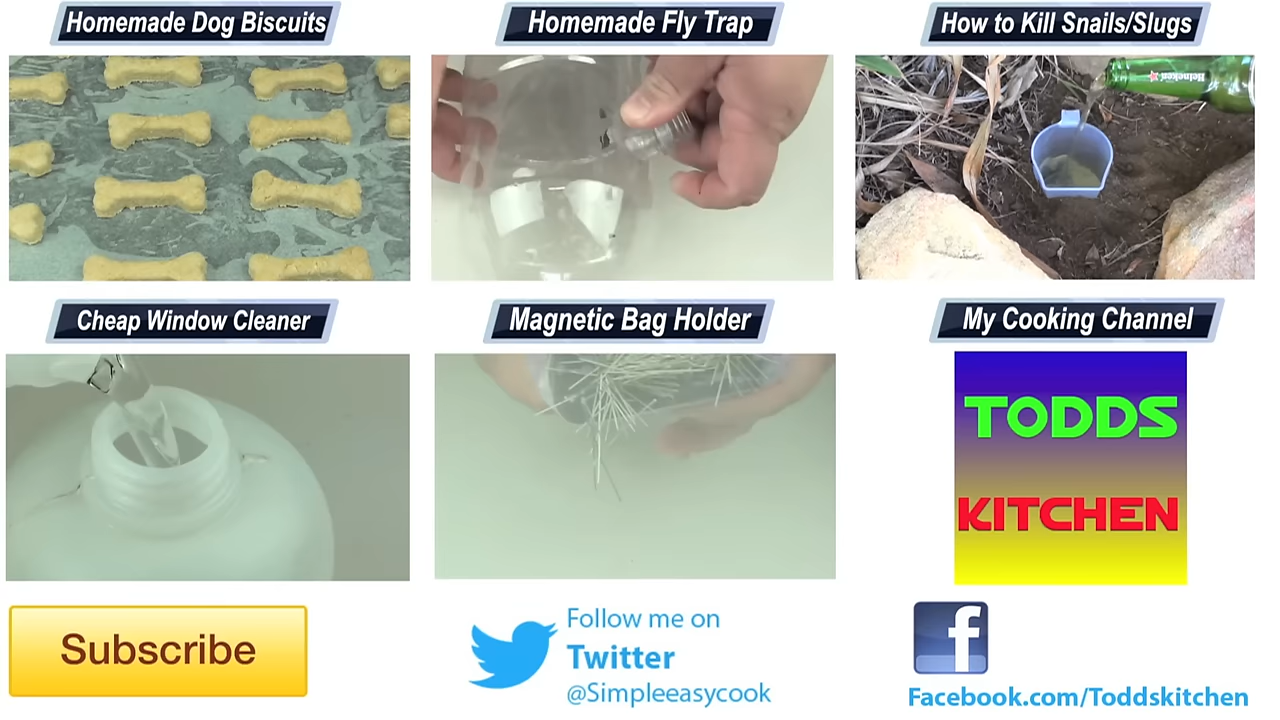 Homemade Dog Biscuits
Homemade Fly Trap
How to Kill Snails/Slugs
Heineken
Cheap Window Cleaner
Magnetic Bag Holder
My Cooking Channel
TODDS
KITCHEN
Subscribe
Follow me on
Twitter
@Simpleeasycook
f
Facebook.com/Toddskitchen